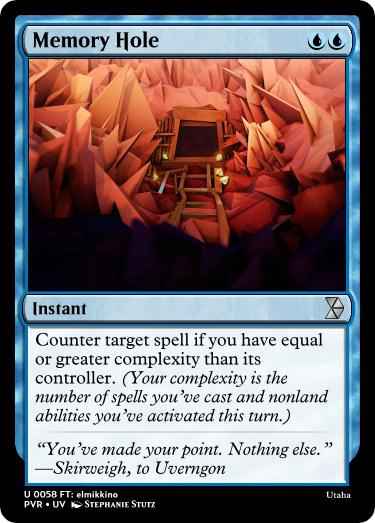 Memory Hole
Instant
Counter target spell if you have equal
or greater complexity than its
controller. (Your complexity is the
number of spells you've cast and nonland
abilities you've activated this turn.)
“You've made your point. Nothing else.”
—Skirweigh, to Uverngon
U 0058 FT: elmikkino
PVR • UV Stephanie Stutz
Utaha